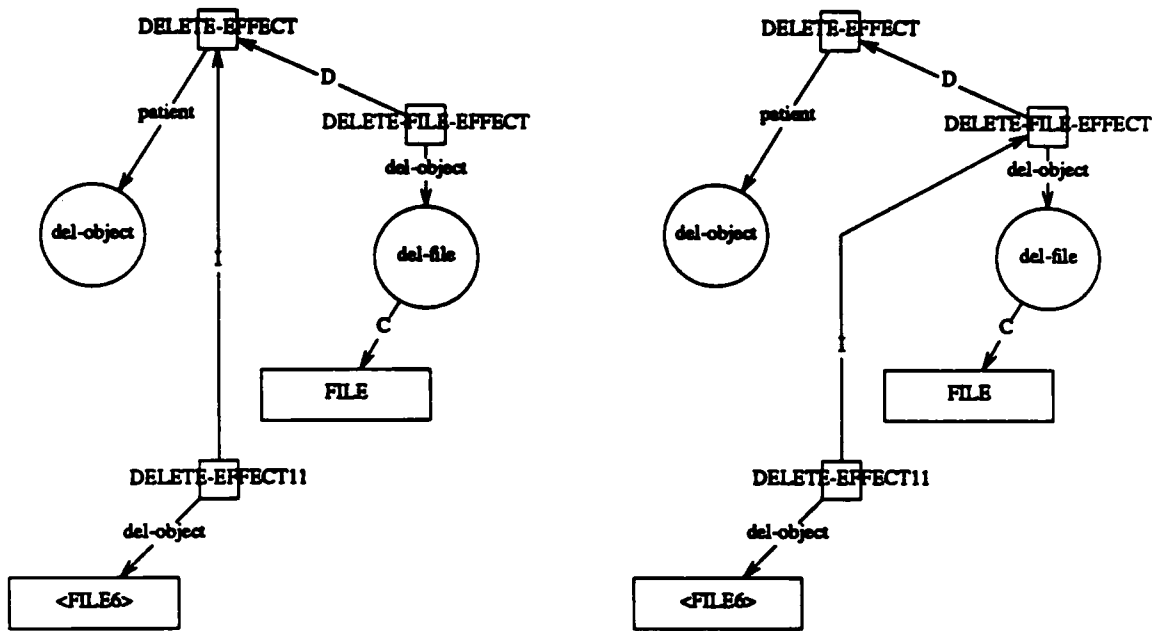 DELETE-EFFECT
D
patient
DELETE-FILE-EFFECT
del-object
del-object
del-file
I
C
FILE
DELETE-EFFECT11
del-object
<FILE6>
DELETE-EFFECT
D
patient
DELETE-FILE-EFFECT
del-object
del-object
del-file
C
I
FILE
DELETE-EFFECT11
del-object
<FILE6>